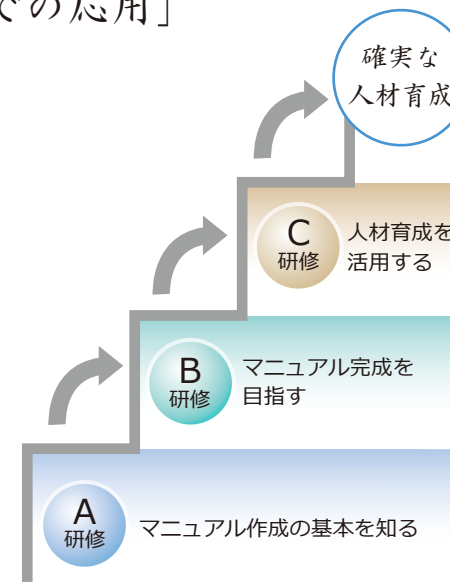 での応用」
確実な
人材育成
C
研修
人材育成を
活用する
B
研修
マニュアル完成を
目指す
A
研修
マニュアル作成の基本を知る